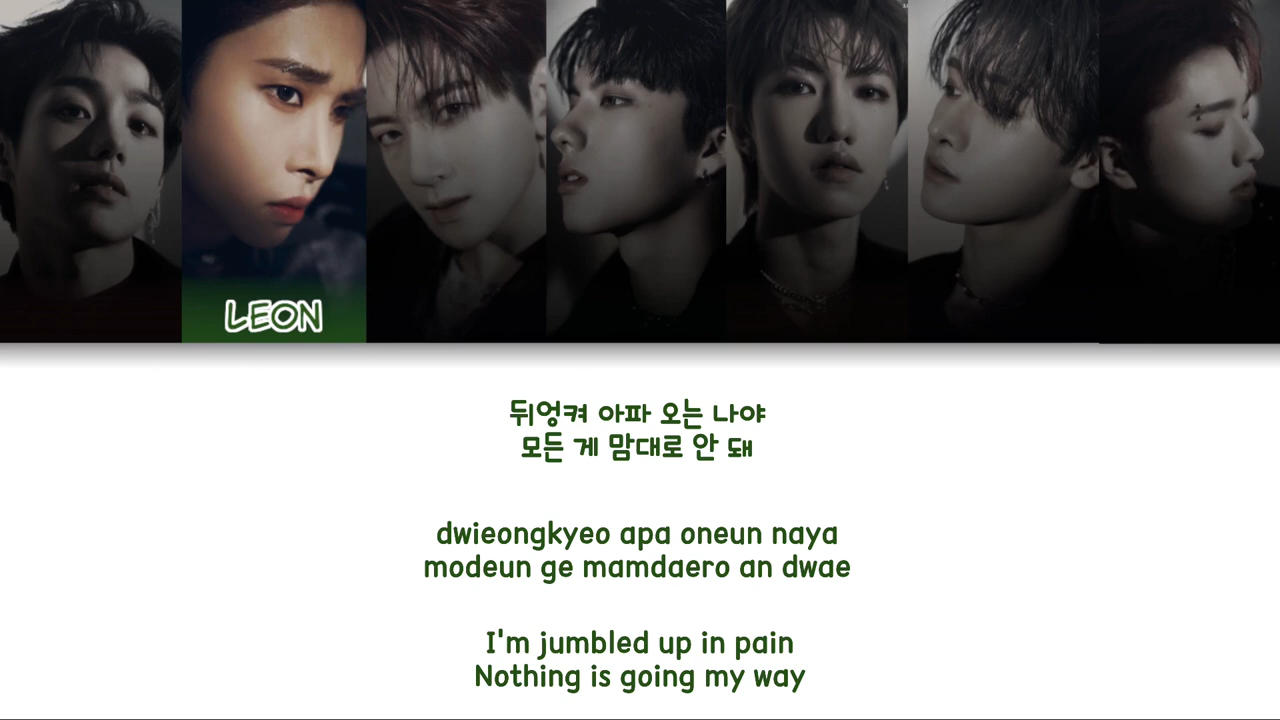 LEON
뒤엉켜 아파 오는 나야
모든 게 맘대로 안 돼
dwieongkyeo apa oneun naya
modeun ge mamdaero an dwae
I'm jumbled up in pain
Nothing is going my way